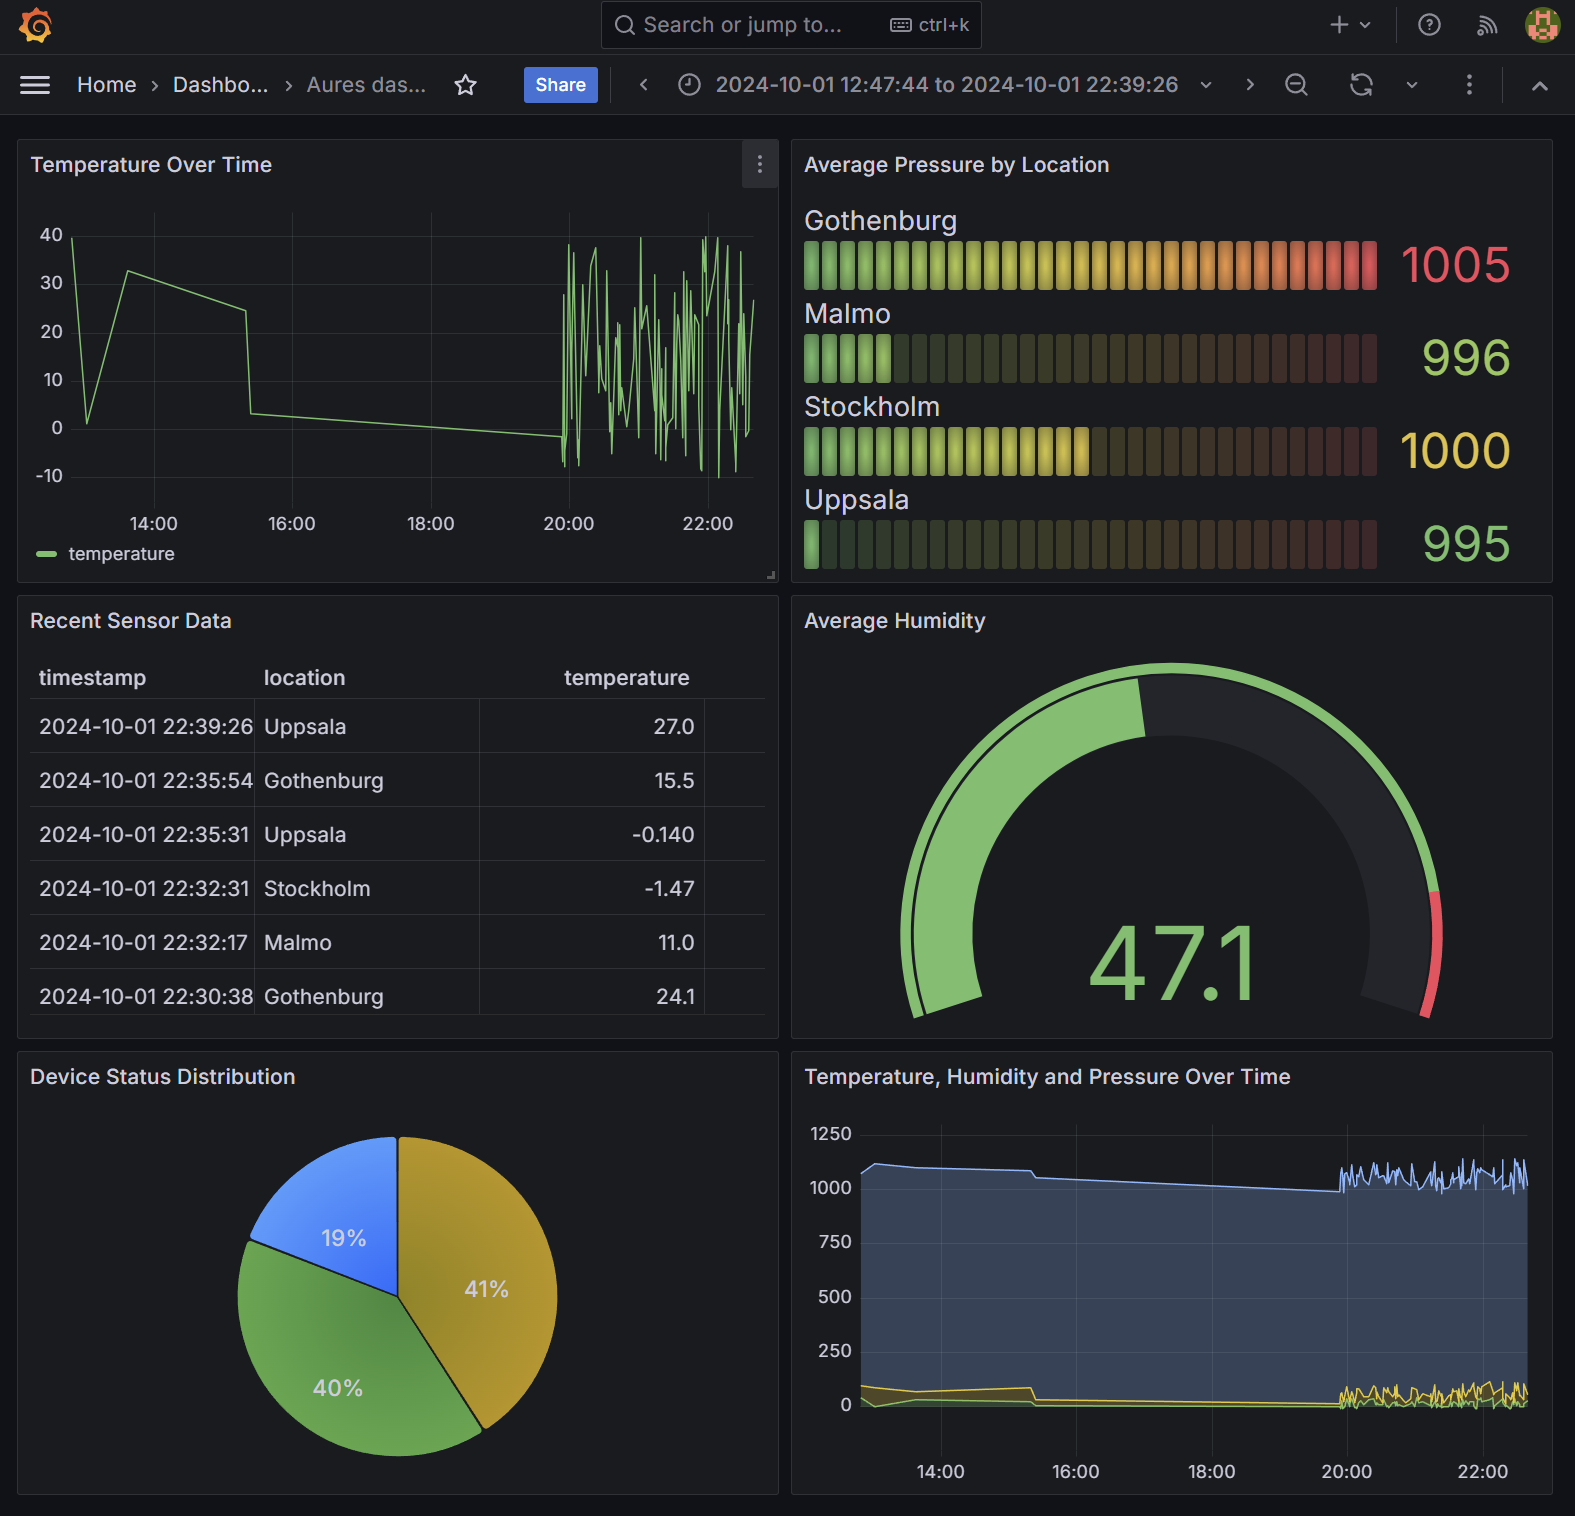 Search or jump to... ctrl+k
Home › Dashbo... › Aures das... Share 2024-10-01 12:47:44 to 2024-10-01 22:39:26
Temperature Over Time
40
30
20
10
0
-10
14:00 16:00 18:00 20:00 22:00
temperature
Average Pressure by Location
Gothenburg
1005
Malmo
996
Stockholm
1000
Uppsala
995
Recent Sensor Data
timestamp location temperature
2024-10-01 22:39:26 Uppsala 27.0
2024-10-01 22:35:54 Gothenburg 15.5
2024-10-01 22:35:31 Uppsala -0.140
2024-10-01 22:32:31 Stockholm -1.47
2024-10-01 22:32:17 Malmo 11.0
2024-10-01 22:30:38 Gothenburg 24.1
Average Humidity
47.1
Device Status Distribution
19%
41%
40%
Temperature, Humidity and Pressure Over Time
1250
1000
750
500
250
0
14:00 16:00 18:00 20:00 22:00